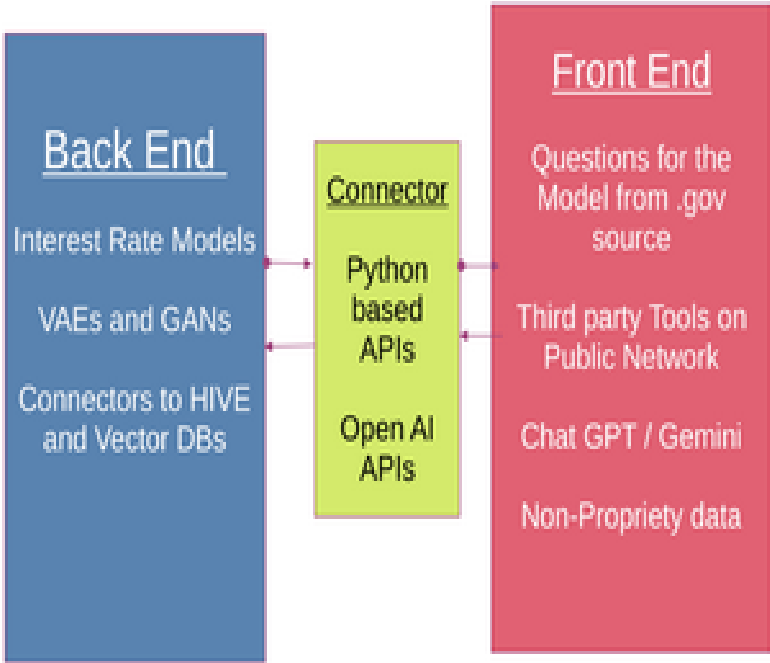 Back End
Interest Rate Models
VAEs and GANs
Connectors to HIVE
and Vector DBs
Connector
Python
based
APIs
Open AI
APIs
Front End
Questions for the
Model from .gov
source
Third party Tools on
Public Network
Chat GPT / Gemini
Non-Propriety data